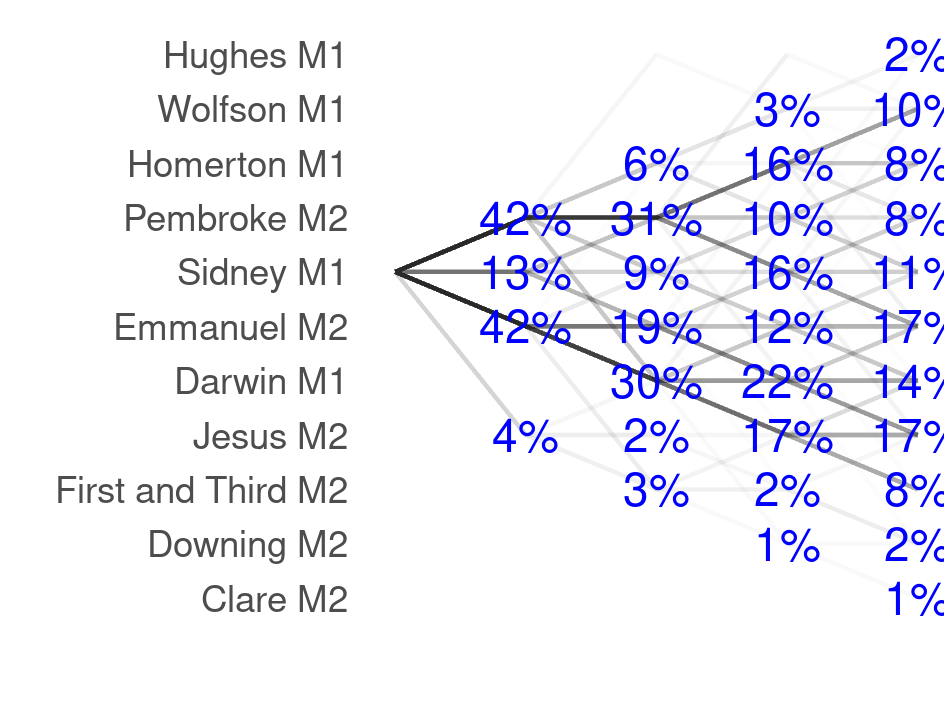 Hughes M1 2%
Wolfson M1 3% 10%
Homerton M1 6% 16% 8%
Pembroke M2 42% 31% 10% 8%
Sidney M1 13% 9% 16% 11%
Emmanuel M2 42% 19% 12% 17%
Darwin M1 30% 22% 14%
Jesus M2 4% 2% 17% 17%
First and Third M2 3% 2% 8%
Downing M2 1% 2%
Clare M2 1%